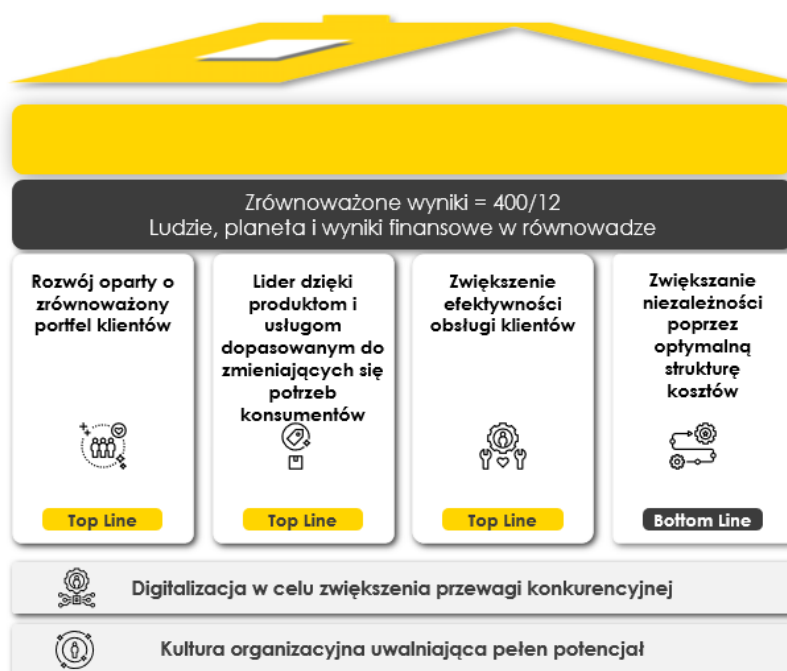 Zrównoważone wyniki = 400/12
Ludzie, planeta i wyniki finansowe w równowadze
Rozwój oparty o
zrównoważony
portfel klientów
Top Line
Lider dzięki
produktom i
usługom
dopasowanym do
zmieniających się
potrzeb
konsumentów
Top Line
Zwiększenie
efektywności
obsługi klientów
Top Line
Zwiększanie
niezależności
poprzez
optymalną
strukturę
kosztów
Bottom Line
Digitalizacja w celu zwiększenia przewagi konkurencyjnej
Kultura organizacyjna uwalniająca pełen potencjał